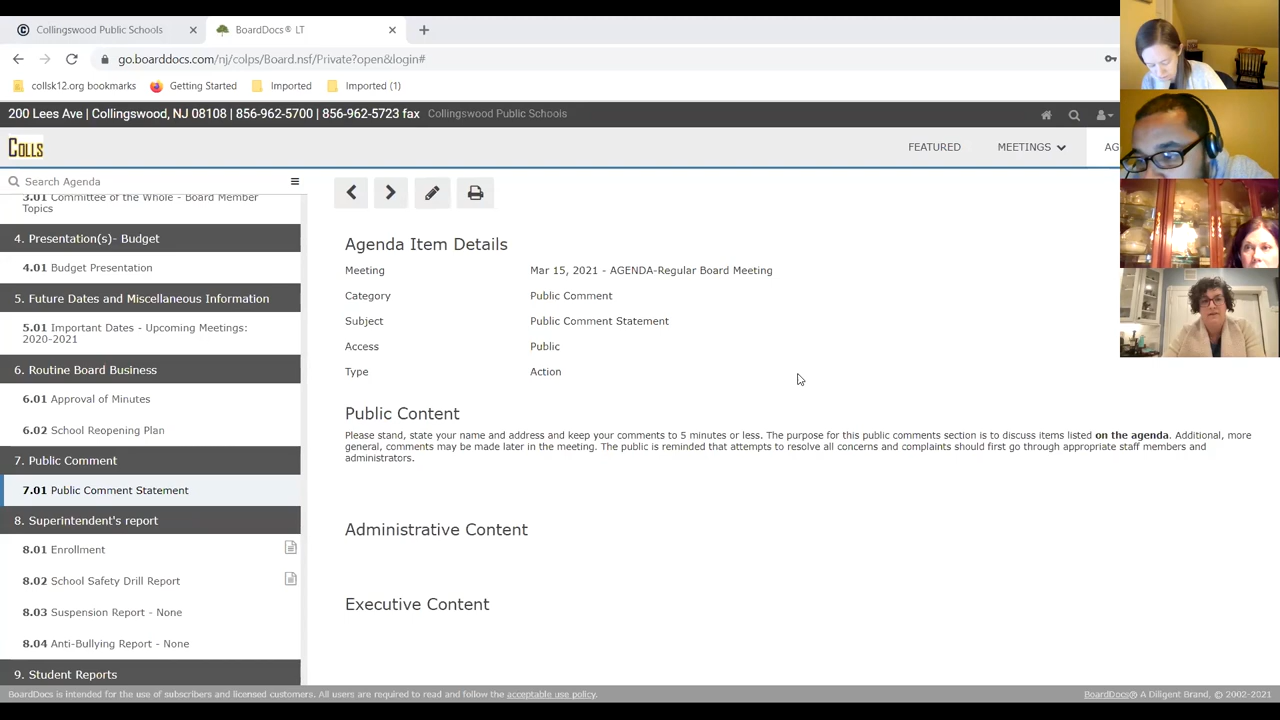 Collingswood Public Schools
BoardDocs® LT
go.boarddocs.com/nj/colps/Board.nsf/Private?open&login#
collsk12.org bookmarks
Getting Started
Imported
Imported (1)
200 Lees Ave | Collingswood, NJ 08108 | 856-962-5700 | 856-962-5723 fax
Collingswood Public Schools
COLLS
FEATURED
MEETINGS
AG
Search Agenda
3.01 Committee of the Whole - Board Member
Topics
4. Presentation(s)- Budget
4.01 Budget Presentation
5. Future Dates and Miscellaneous Information
5.01 Important Dates - Upcoming Meetings:
2020-2021
6. Routine Board Business
6.01 Approval of Minutes
6.02 School Reopening Plan
7. Public Comment
7.01 Public Comment Statement
8. Superintendent's report
8.01 Enrollment
8.02 School Safety Drill Report
8.03 Suspension Report - None
8.04 Anti-Bullying Report - None
9. Student Reports
Agenda Item Details
Meeting Mar 15, 2021 - AGENDA-Regular Board Meeting
Category Public Comment
Subject Public Comment Statement
Access Public
Type Action
Public Content
Please stand, state your name and address and keep your comments to 5 minutes or less. The purpose for this public comments section is to discuss items listed on the agenda. Additional, more
general, comments may be made later in the meeting. The public is reminded that attempts to resolve all concerns and complaints should first go through appropriate staff members and
administrators.
Administrative Content
Executive Content
BoardDocs is intended for the use of subscribers and licensed customers. All users are required to read and follow the acceptable use policy.
BoardDocs® A Diligent Brand, © 2002-2021